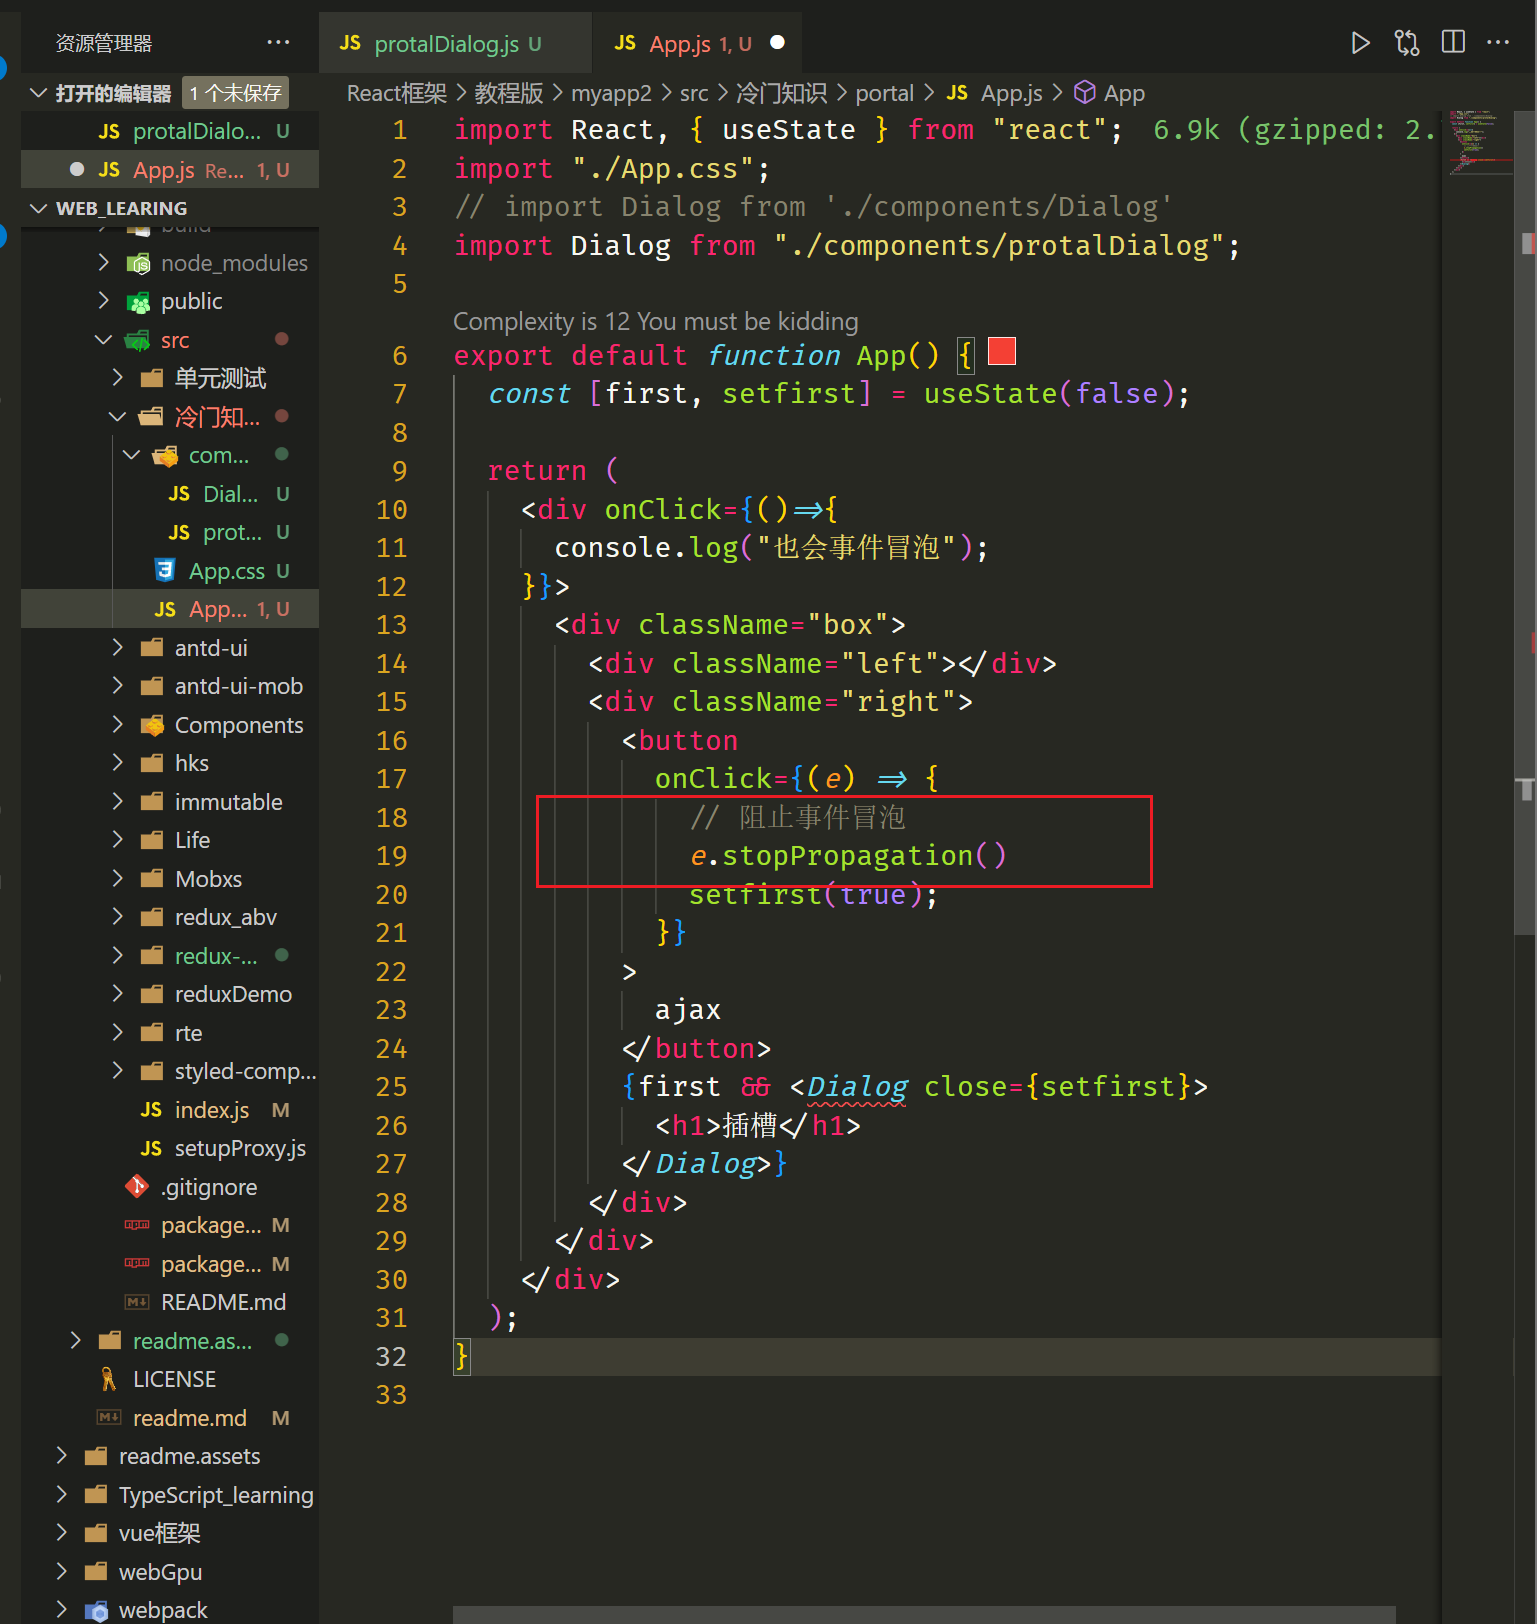 资源管理器 ···
打开的编辑器 1 个未保存
JS protalDialo... U
JS App.js Re... 1, U
WEB_LEARING
build
node_modules
public
src
单元测试
冷门知...
com...
JS Dial... U
JS prot... U
App.css U
JS App... 1, U
antd-ui
antd-ui-mob
Components
hks
immutable
Life
Mobxs
redux_abv
redux-...
reduxDemo
rte
styled-comp...
JS index.js M
JS setupProxy.js
.gitignore
package... M
package... M
README.md
readme.as...
LICENSE
readme.md M
readme.assets
TypeScript_learning
vue框架
webGpu
webpack
JS protalDialog.js U
JS App.js 1, U
React框架 > 教程版 > myapp2 > src > 冷门知识 > portal > JS App.js > App
1 import React, { useState } from "react"; 6.9k (gzipped: 2.
2 import "./App.css";
3 // import Dialog from './components/Dialog'
4 import Dialog from "./components/protalDialog";
5
Complexity is 12 You must be kidding
6 export default function App() {
7 const [first, setfirst] = useState(false);
8
9 return (
10 <div onClick={()=>{
11 console.log("也会事件冒泡");
12 }}>
13 <div className="box">
14 <div className="left"></div>
15 <div className="right">
16 <button
17 onClick={(e) => {
18 // 阻止事件冒泡
19 e.stopPropagation()
20 setfirst(true);
21 }}
22 >
23 ajax
24 </button>
25 {first && <Dialog close={setfirst}>
26 <h1>插槽</h1>
27 </Dialog>}
28 </div>
29 </div>
30 </div>
31 );
32 }
33